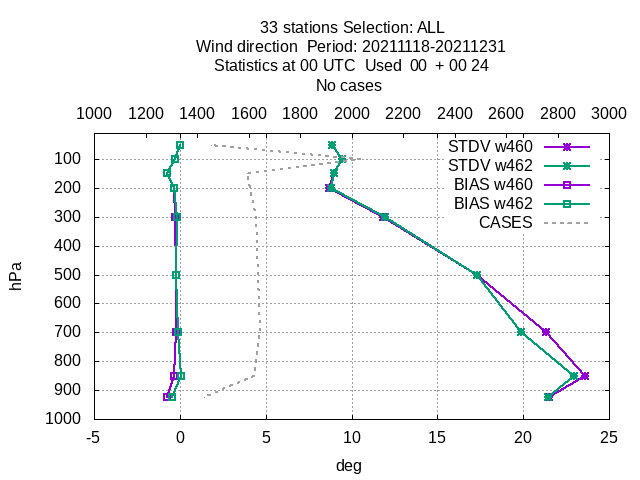 33 stations Selection: ALL
Wind direction  Period: 20211118-20211231
Statistics at 00 UTC  Used  00  + 00 24
No cases
1000 1200 1400 1600 1800 2000 2200 2400 2600 2800 3000
STDV w460
STDV w462
BIAS w460
BIAS w462
CASES
hPa
100
200
300
400
500
600
700
800
900
1000
-5 0 5 10 15 20 25
deg